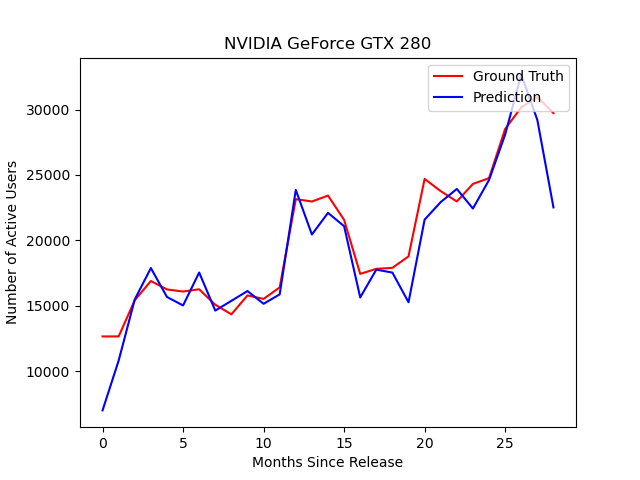 NVIDIA GeForce GTX 280
Ground Truth
Prediction
Number of Active Users
30000
25000
20000
15000
10000
0 5 10 15 20 25
Months Since Release